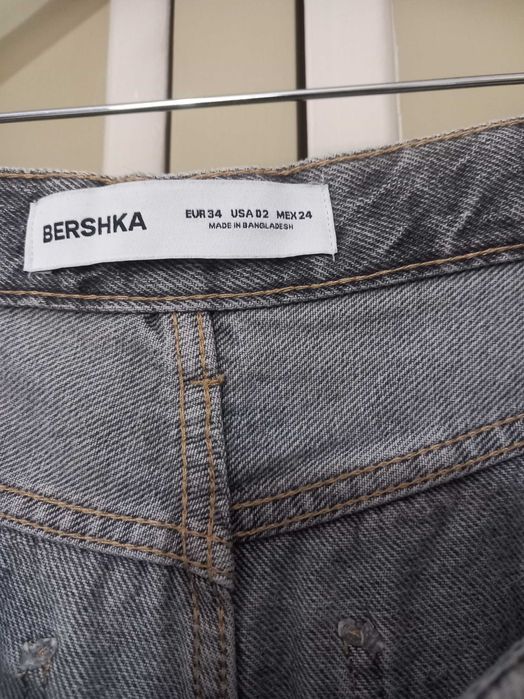 BERSHKA
EUR 34 USA 02 MEX 24
MADE IN BANGLADESH